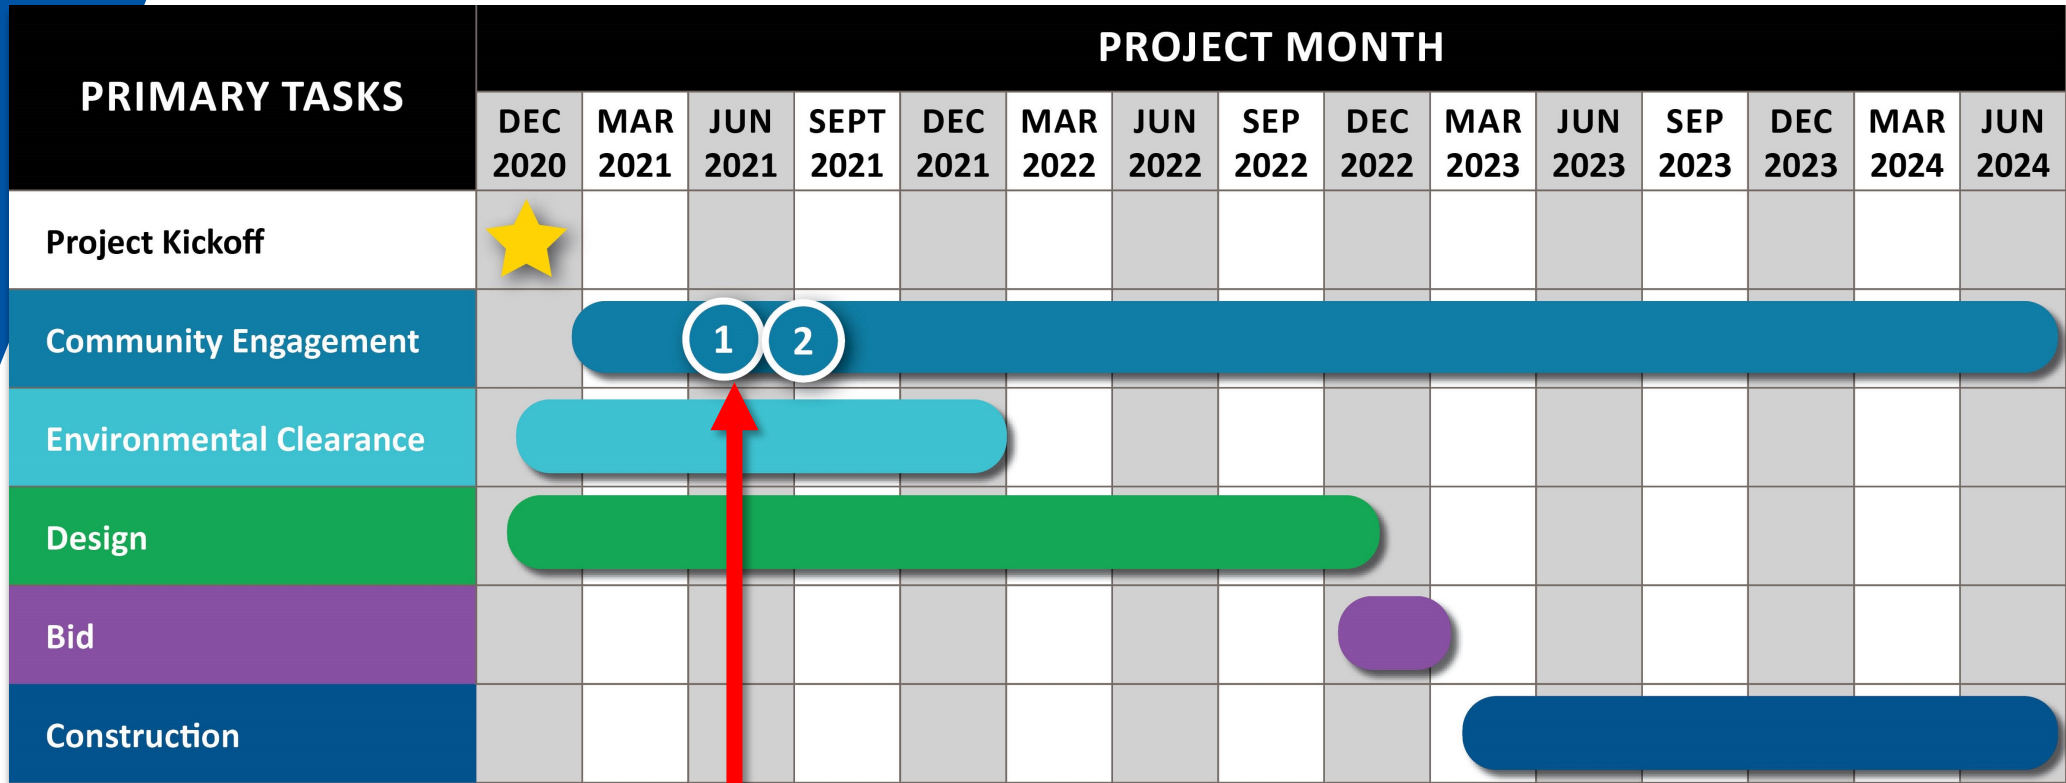 PRIMARY TASKS
PROJECT MONTH
DEC 2020
MAR 2021
JUN 2021
SEPT 2021
DEC 2021
MAR 2022
JUN 2022
SEP 2022
DEC 2022
MAR 2023
JUN 2023
SEP 2023
DEC 2023
MAR 2024
JUN 2024
Project Kickoff
Community Engagement
1
2
Environmental Clearance
Design
Bid
Construction